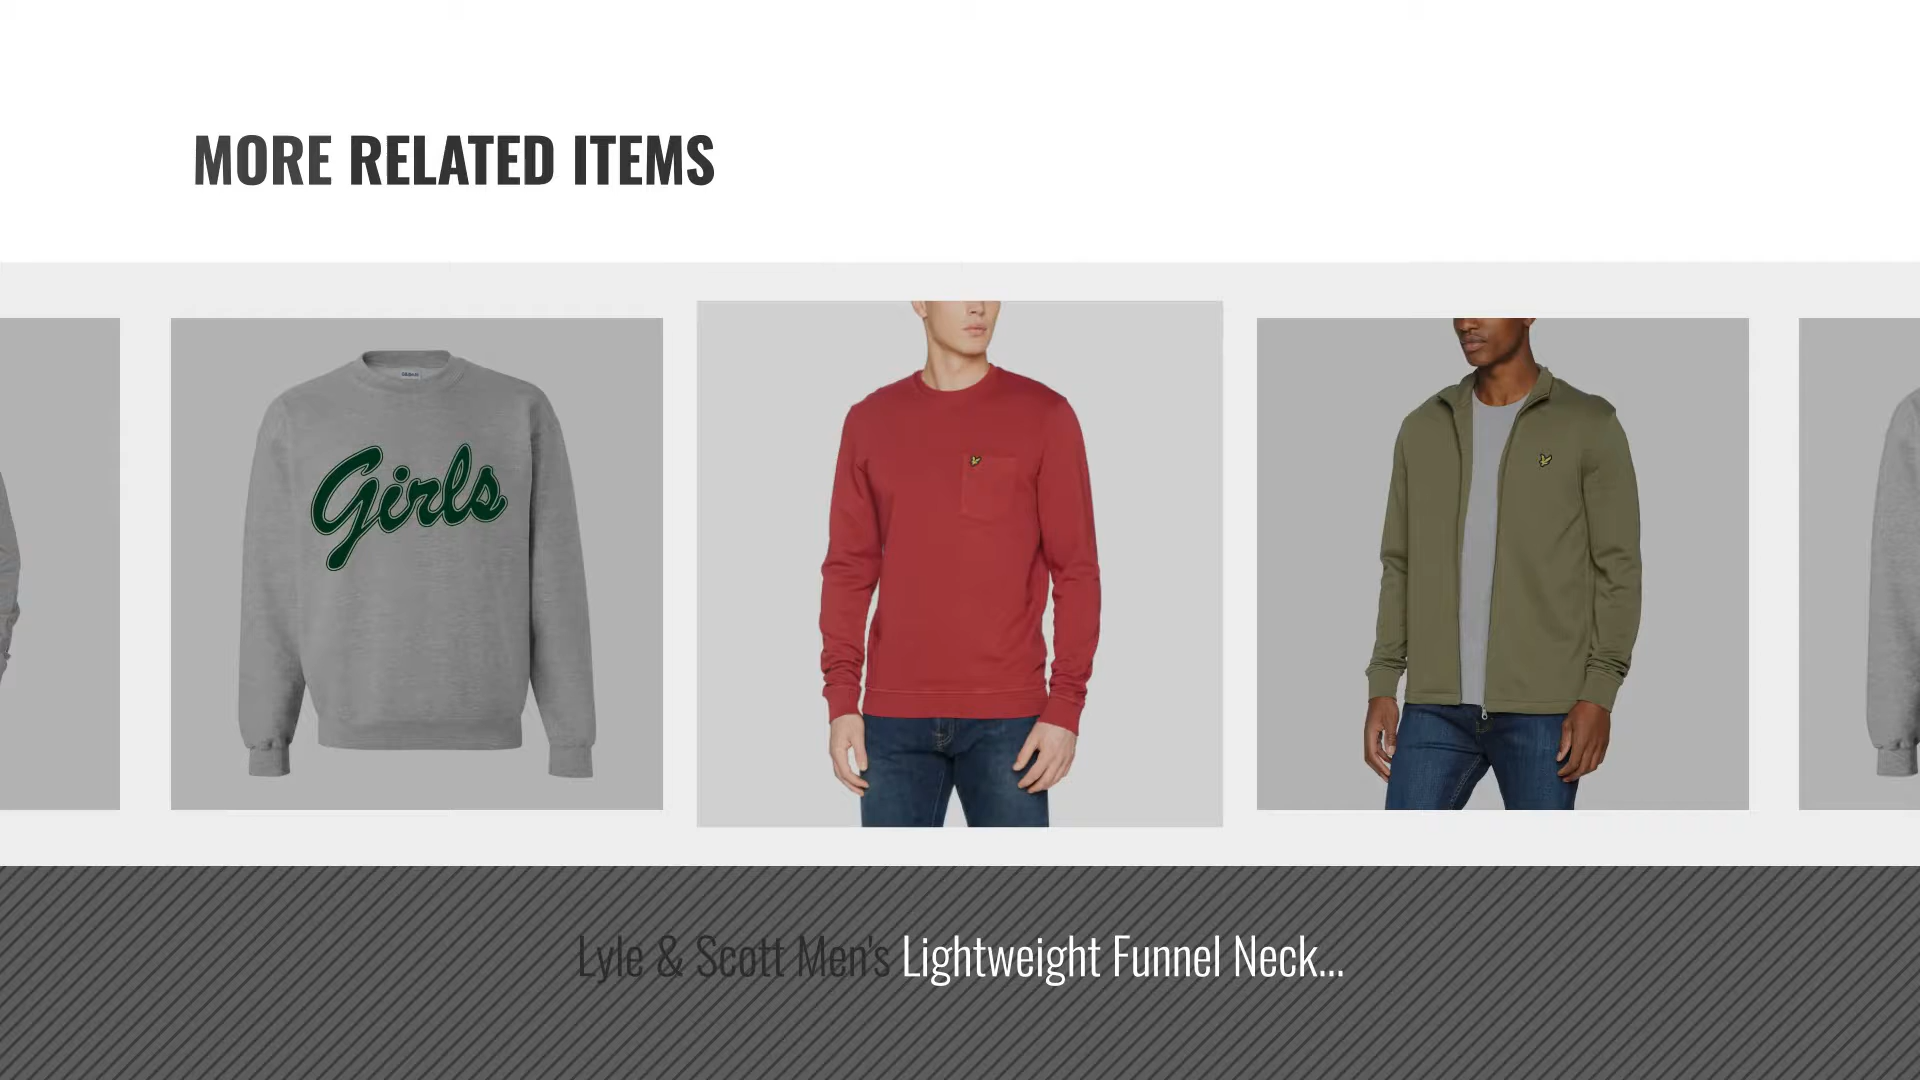 MORE RELATED ITEMS
Girls
Lyle & Scott Men's Lightweight Funnel Neck...